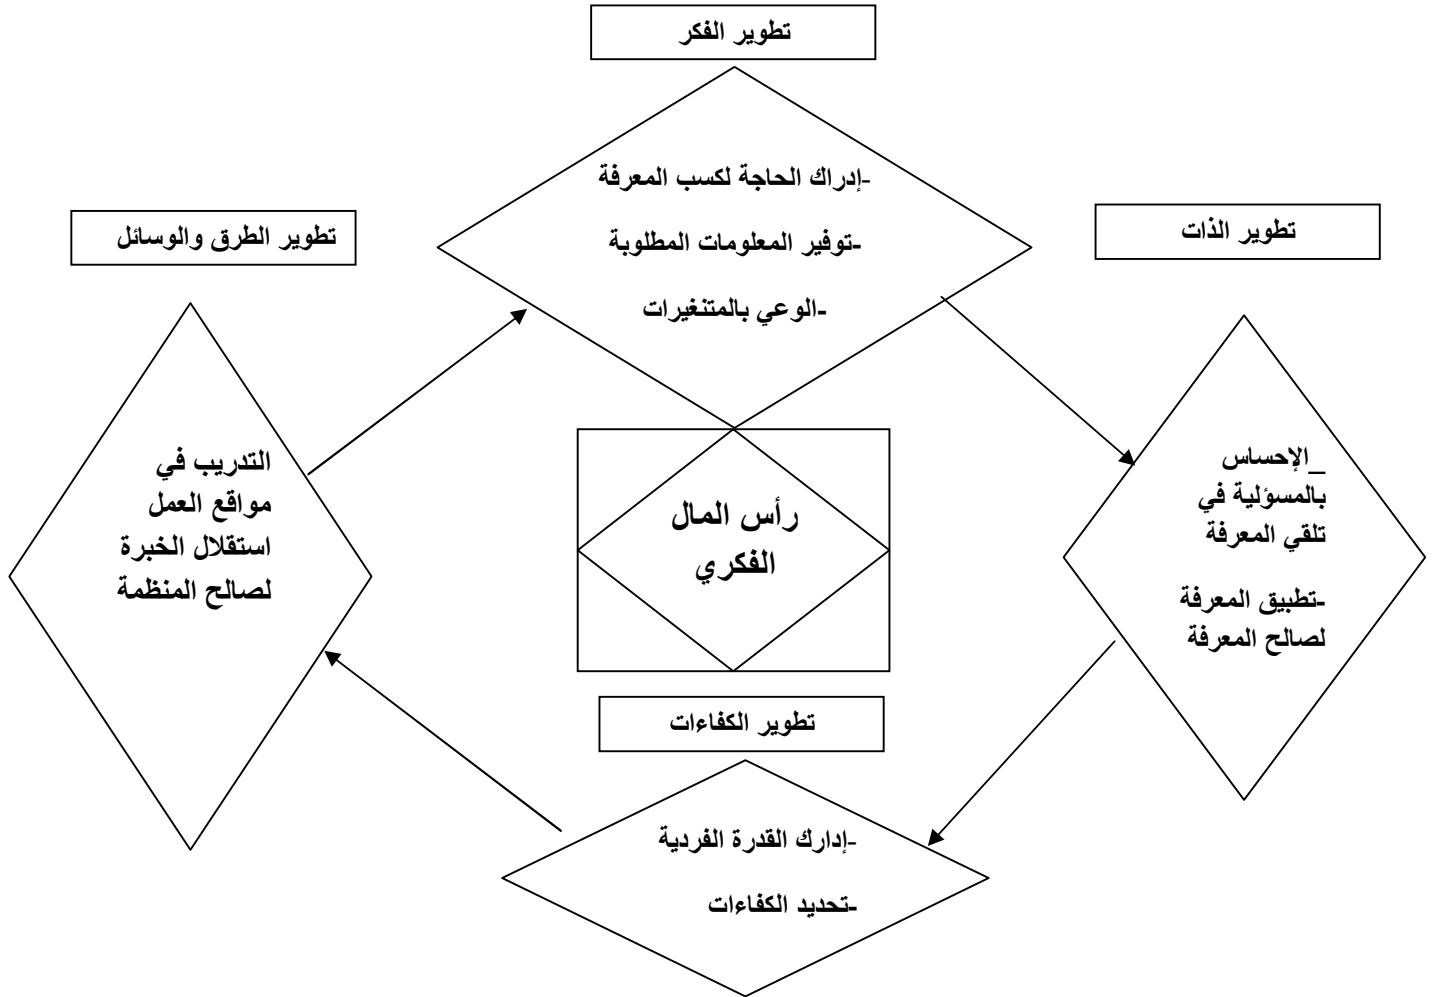 تطوير الفكر
-إدراك الحاجة لكسب المعرفة
-توفير المعلومات المطلوبة
-الوعي بالمتنغيرات
تطوير الذات
_الإحساس
بالمسؤلية في
تلقي المعرفة
-تطبيق المعرفة
لصالح المعرفة
تطوير الطرق والوسائل
التدريب في
مواقع العمل
استقلال الخبرة
لصالح المنظمة
رأس المال
الفكري
تطوير الكفاءات
-إدارك القدرة الفردية
-تحديد الكفاءات